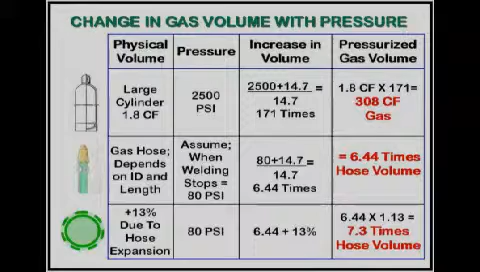 CHANGE IN GAS VOLUME WITH PRESSURE
Physical
Volume
Pressure
Increase in
Volume
Pressurized
Gas Volume
Large
Cylinder
1.8 CF
2500
PSI
2500+14.7 =
14.7
171 Times
1.8 CF X 171=
308 CF
Gas
Gas Hose;
Depends
on ID and
Length
Assume;
When
Welding
Stops =
80 PSI
80+14.7 =
14.7
6.44 Times
= 6.44 Times
Hose Volume
+13%
Due To
Hose
Expansion
80 PSI
6.44 + 13%
6.44 X 1.13 =
7.3 Times
Hose Volume